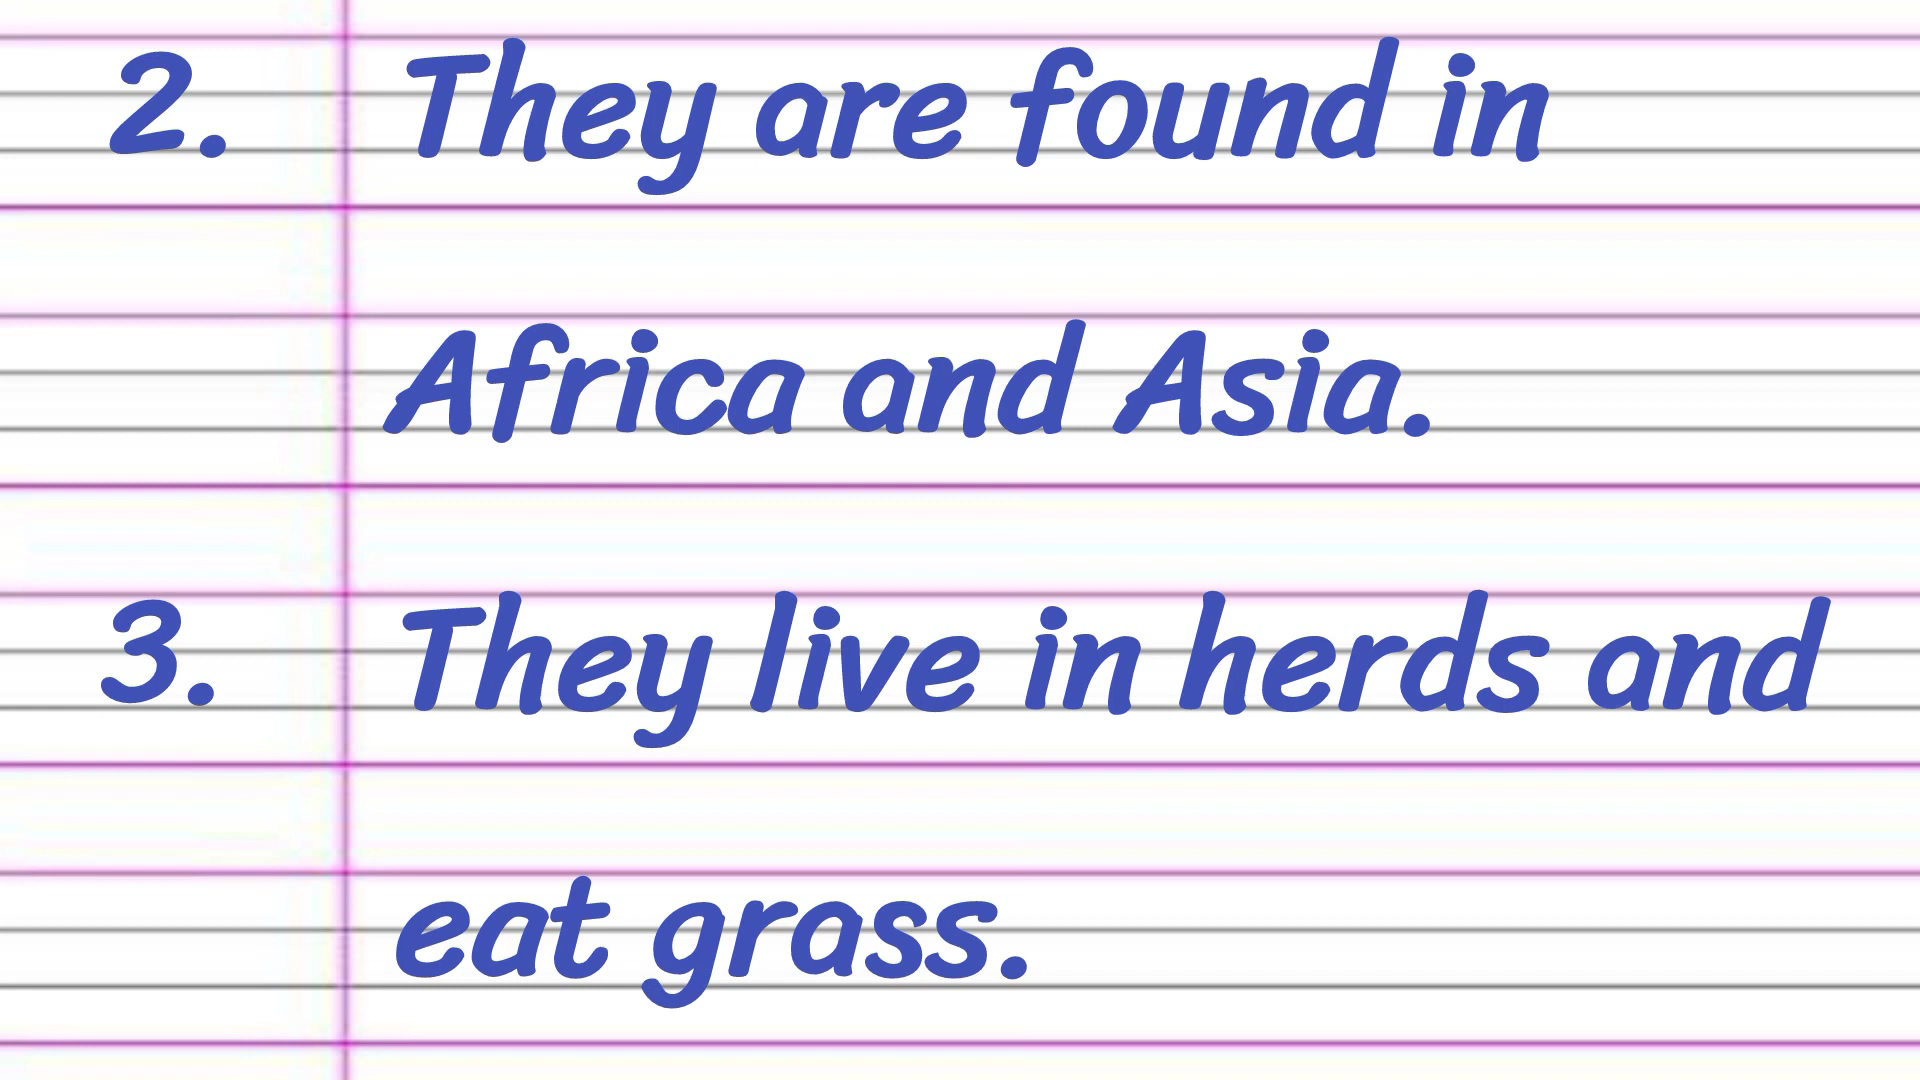 2. They are found in
Africa and Asia.
3. They live in herds and
eat grass.